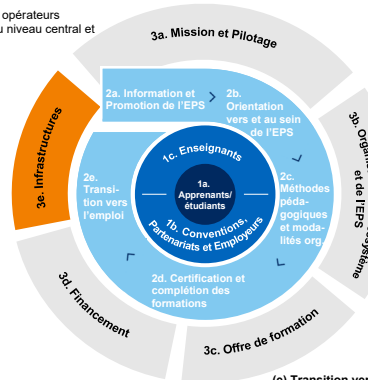 opérateurs
niveau central et
3a. Mission et Pilotage
2a. Information et
Promotion de l'EPS
2b.
Orientation
vers et au sein
de l'EPS
3b.
et de l'EPS
3e. Infrastructures
1c. Enseignants
1a.
Apprenants/
étudiants
1b. Conventions,
Partenariats et Employeurs
2e.
Transi-
tion vers
l'emploi
2c.
Méthodes
péda-
gogiques
et moda-
lités org.
2d. Certification et
complétion des
formations
3d. Financement
3c. Offre de formation
(e) Transition